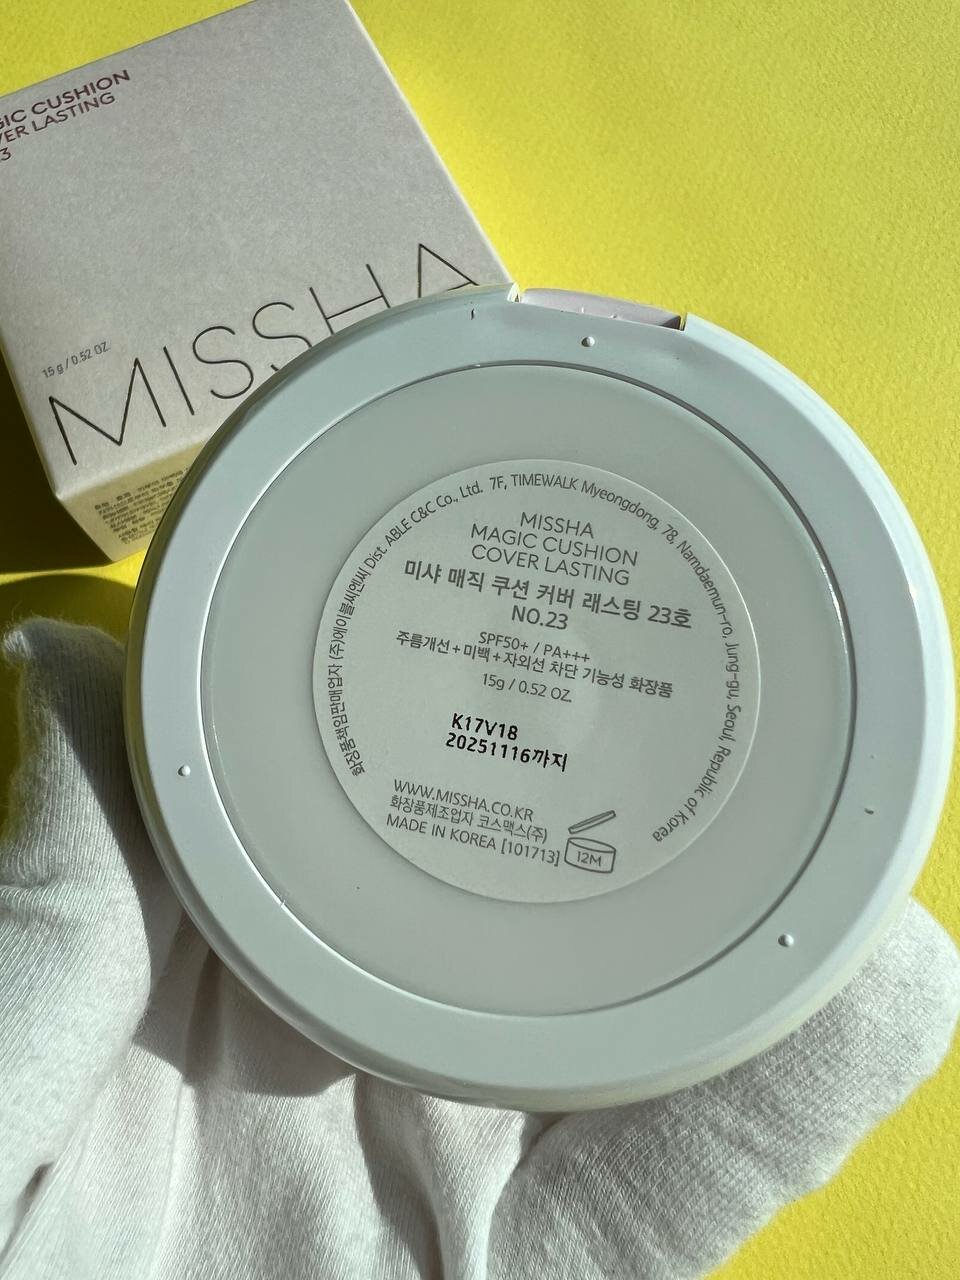 MAGIC CUSHION
COVER LASTING
15 g / 0.52 OZ.
MISSHA
화장품책임판매업자 (주)에이블씨엔씨 Dist. ABLE C&C Co., Ltd. 7F, TIMEWALK Myeongdong, 78, Namdaemun-ro, Jung-gu, Seoul, Republic of Korea
MISSHA
MAGIC CUSHION
COVER LASTING
미샤 매직 쿠션 커버 래스팅 23호
NO.23
SPF50+ / PA+++
주름개선+미백+자외선 차단 기능성 화장품
15g / 0.52 OZ.
K17V18
20251116까지
WWW.MISSHA.CO.KR
화장품제조업자 코스맥스(주)
MADE IN KOREA [101713]
12M